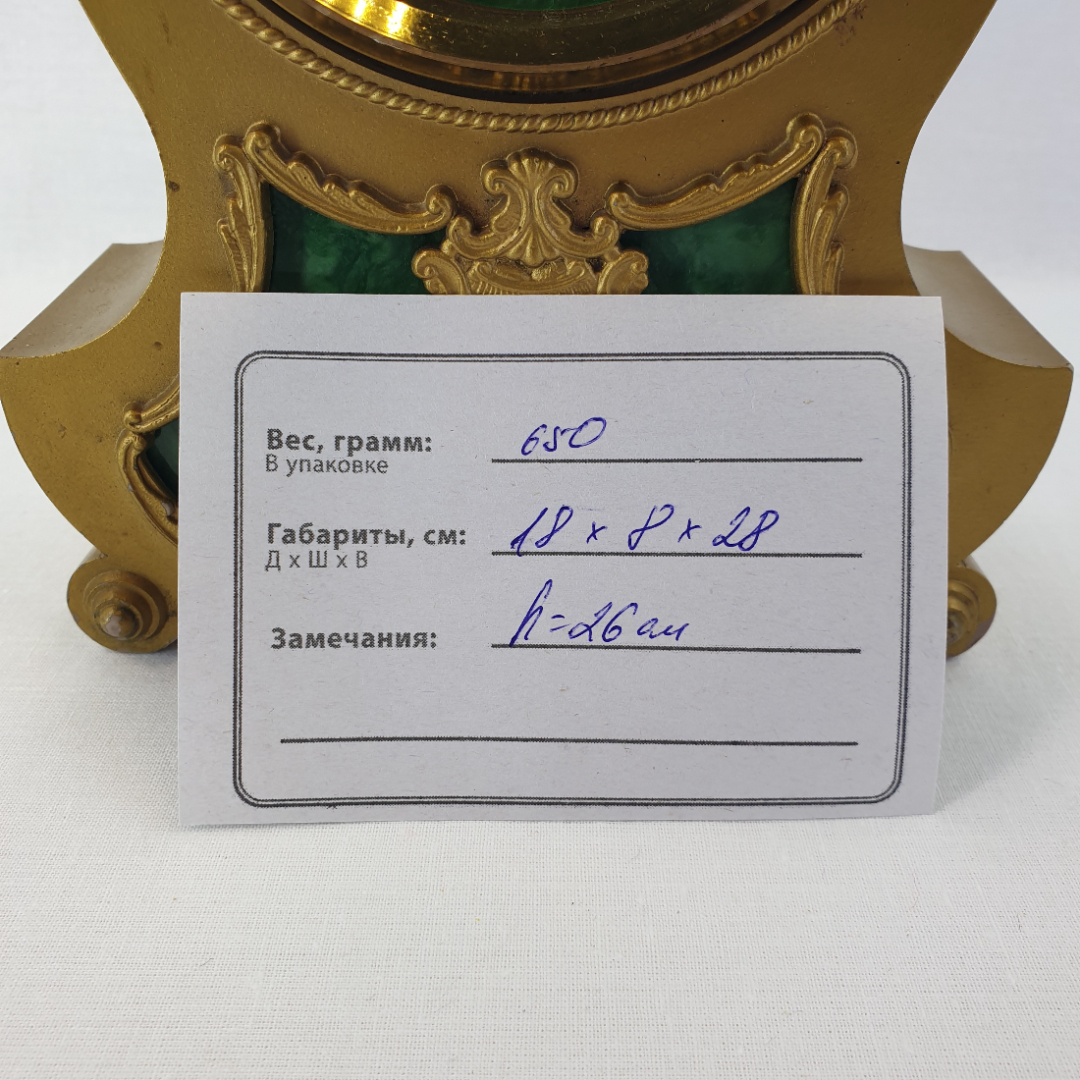 Вес, грамм: 650
В упаковке
Габариты, см: 18 x 8 x 28
Д x Ш x В
Замечания: h=26 см